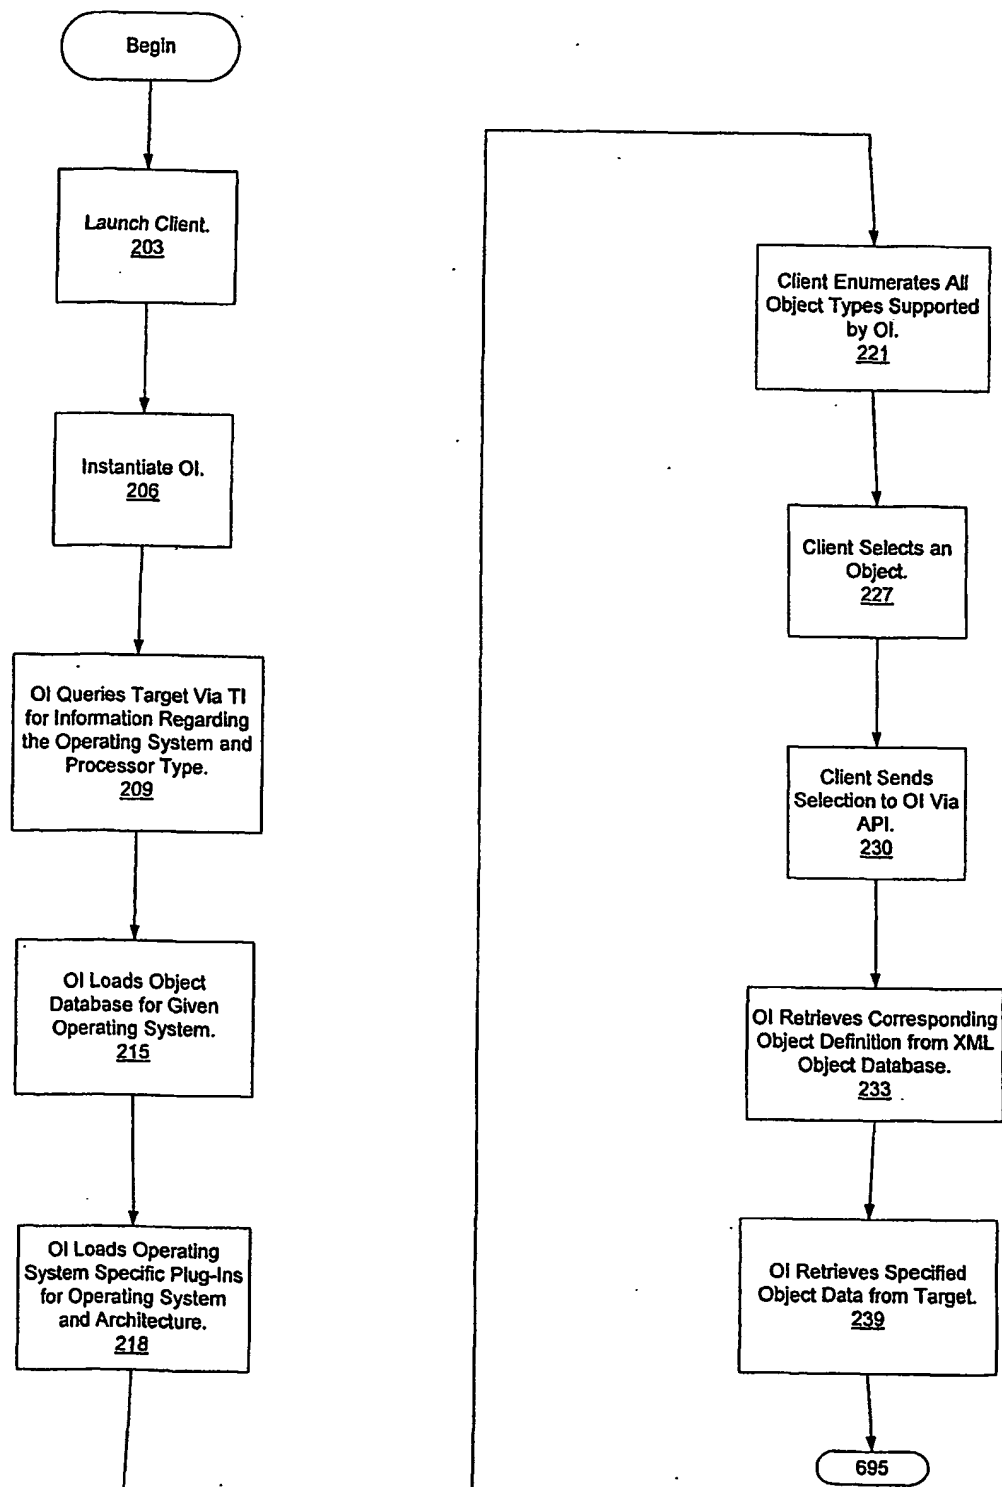 Begin
Launch Client.
203
Instantiate OI.
206
OI Queries Target Via TI
for Information Regarding
the Operating System and
Processor Type.
209
OI Loads Object
Database for Given
Operating System.
215
OI Loads Operating
System Specific Plug-Ins
for Operating System
and Architecture.
218
Client Enumerates All
Object Types Supported
by OI.
221
Client Selects an
Object.
227
Client Sends
Selection to OI Via
API.
230
OI Retrieves Corresponding
Object Definition from XML
Object Database.
233
OI Retrieves Specified
Object Data from Target.
239
695